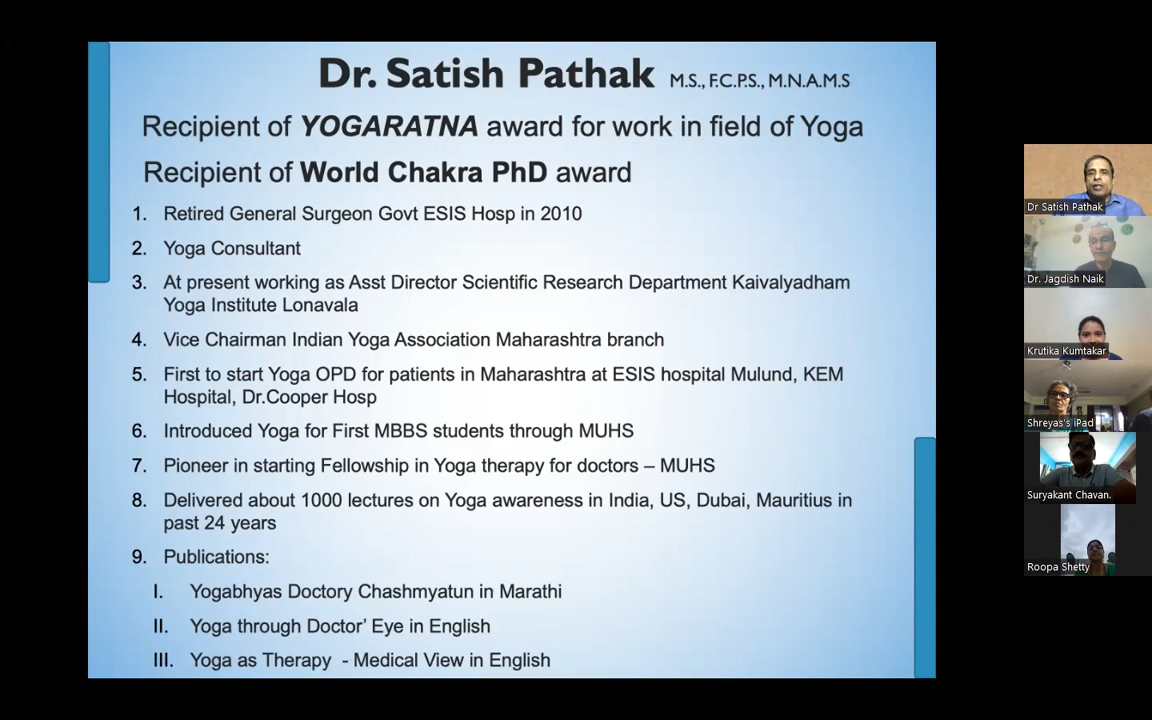 Dr. Satish Pathak M.S., F.C.P.S., M.N.A.M.S
Recipient of YOGARATNA award for work in field of Yoga
Recipient of World Chakra PhD award
1. Retired General Surgeon Govt ESIS Hosp in 2010
2. Yoga Consultant
3. At present working as Asst Director Scientific Research Department Kaivalyadham
Yoga Institute Lonavala
4. Vice Chairman Indian Yoga Association Maharashtra branch
5. First to start Yoga OPD for patients in Maharashtra at ESIS hospital Mulund, KEM
Hospital, Dr.Cooper Hosp
6. Introduced Yoga for First MBBS students through MUHS
7. Pioneer in starting Fellowship in Yoga therapy for doctors – MUHS
8. Delivered about 1000 lectures on Yoga awareness in India, US, Dubai, Mauritius in
past 24 years
9. Publications:
I. Yogabhyas Doctory Chashmyatun in Marathi
II. Yoga through Doctor’ Eye in English
III. Yoga as Therapy - Medical View in English
Dr Satish Pathak
Dr. Jagdish Naik
Krutika Kumtakar
Shreyas's iPad
Suryakant Chavan.
Roopa Shetty